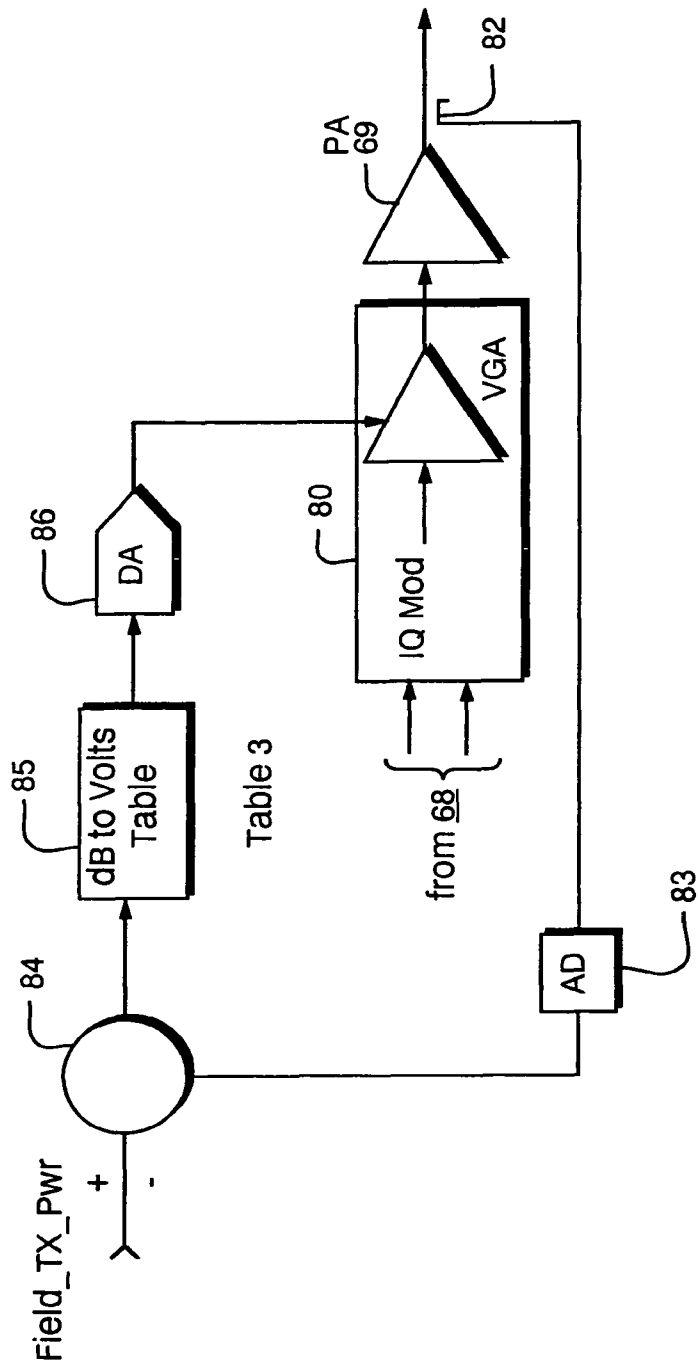 Field_TX_Pwr
+
-
84
85
dB to Volts
Table
Table 3
86
DA
80
IQ Mod
VGA
from 68
PA
69
82
AD
83